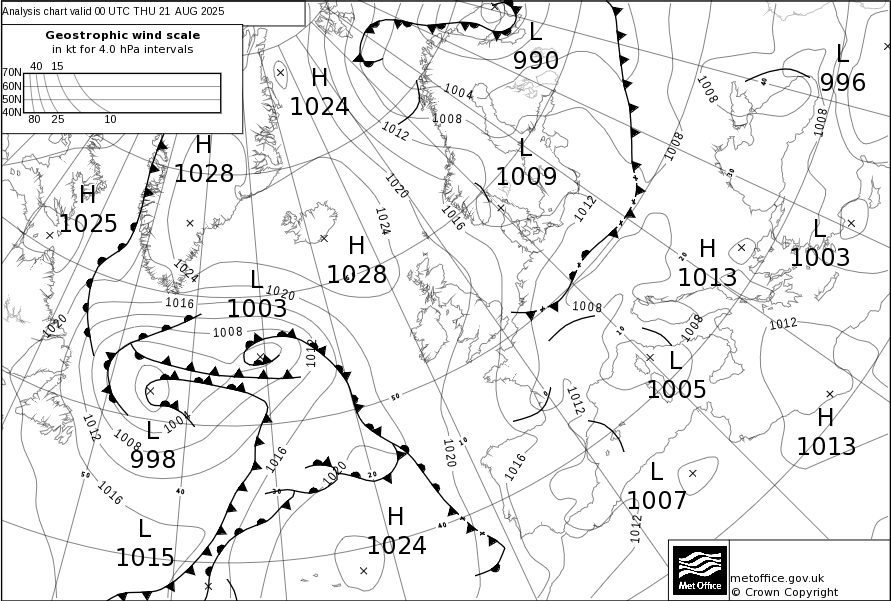 Analysis chart valid 00 UTC THU 21 AUG 2025
Geostrophic wind scale
in kt for 4.0 hPa intervals
40 15
70N
60N
50N
40N
80 25 10
L
990
L
996
H
1024
H
1028
H
1025
L
1009
H
1028
L
1003
H
1013
L
1003
L
1005
H
1013
L
998
L
1007
H
1024
L
1015
1004
1008
1012
1020
1016
1024
1012
1008
1008
1008
1024
1020
1016
1008
1012
1020
1008
1008
1012
1012
1012
1008
1004
1016
1016
1020
1020
1016
1012
40
30
20
10
0
50
10
20
30
40
50
40
metoffice.gov.uk
© Crown Copyright
Met Office